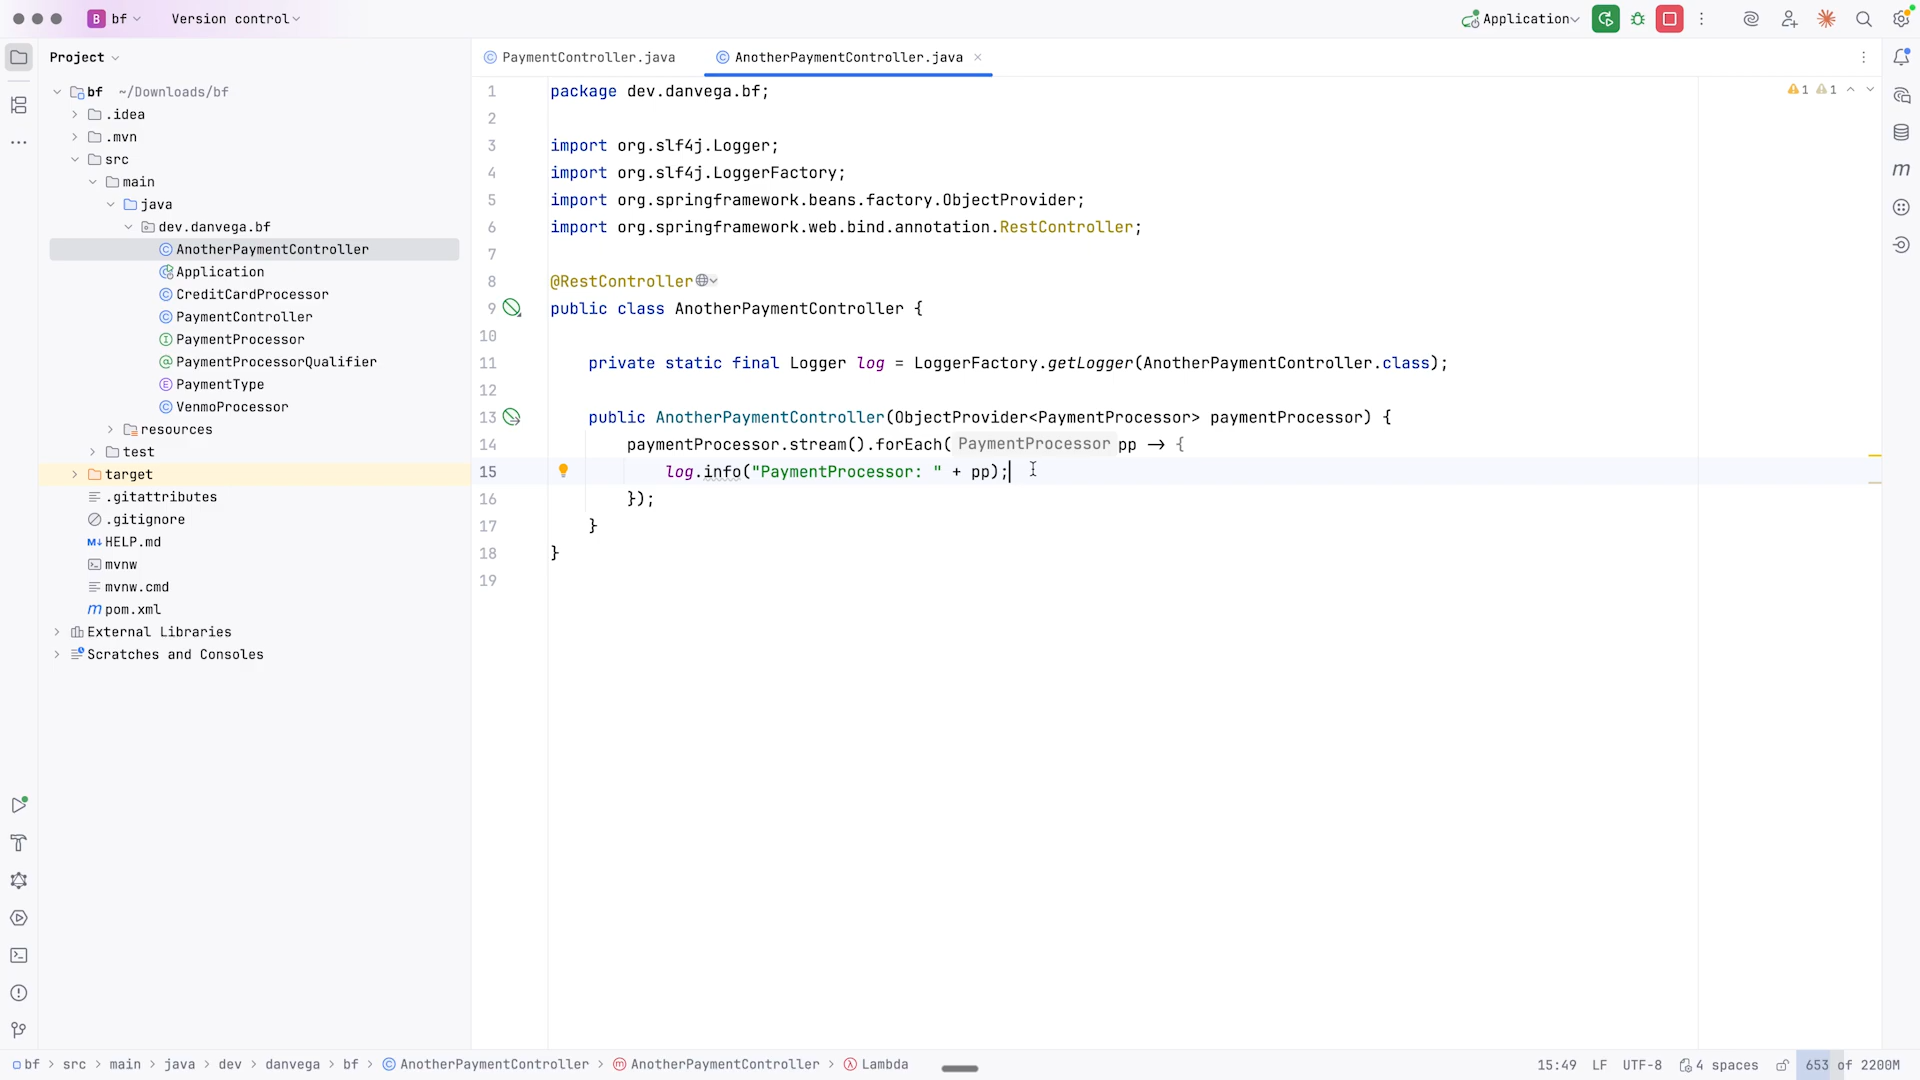 B bf Version control Application
Project
PaymentController.java AnotherPaymentController.java
bf ~/Downloads/bf
.idea
.mvn
src
main
java
dev.danvega.bf
AnotherPaymentController
Application
CreditCardProcessor
PaymentController
PaymentProcessor
PaymentProcessorQualifier
PaymentType
VenmoProcessor
resources
test
target
.gitattributes
.gitignore
M↓ HELP.md
mvnw
mvnw.cmd
m pom.xml
External Libraries
Scratches and Consoles
1 package dev.danvega.bf;
2
3 import org.slf4j.Logger;
4 import org.slf4j.LoggerFactory;
5 import org.springframework.beans.factory.ObjectProvider;
6 import org.springframework.web.bind.annotation.RestController;
7
8 @RestController
9 public class AnotherPaymentController {
10
11 private static final Logger log = LoggerFactory.getLogger(AnotherPaymentController.class);
12
13 public AnotherPaymentController(ObjectProvider<PaymentProcessor> paymentProcessor) {
14 paymentProcessor.stream().forEach( PaymentProcessor pp → {
15 log.info("PaymentProcessor: " + pp);
16 });
17 }
18 }
19
1 1
m
bf > src > main > java > dev > danvega > bf > AnotherPaymentController > AnotherPaymentController > Lambda
15:49 LF UTF-8 4 spaces 653 of 2200M